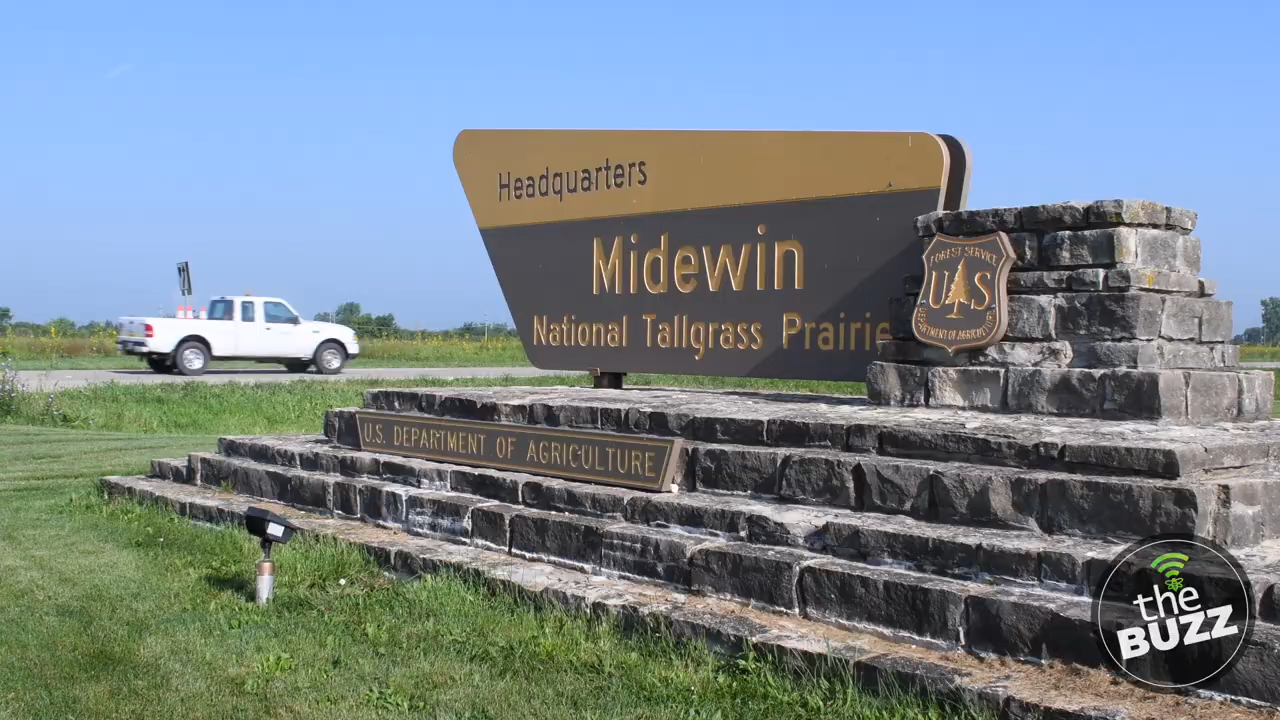 Headquarters
Midewin
National Tallgrass Prairie
FOREST SERVICE
U S
DEPARTMENT OF AGRICULTURE
U.S. DEPARTMENT OF AGRICULTURE
the
BUZZ